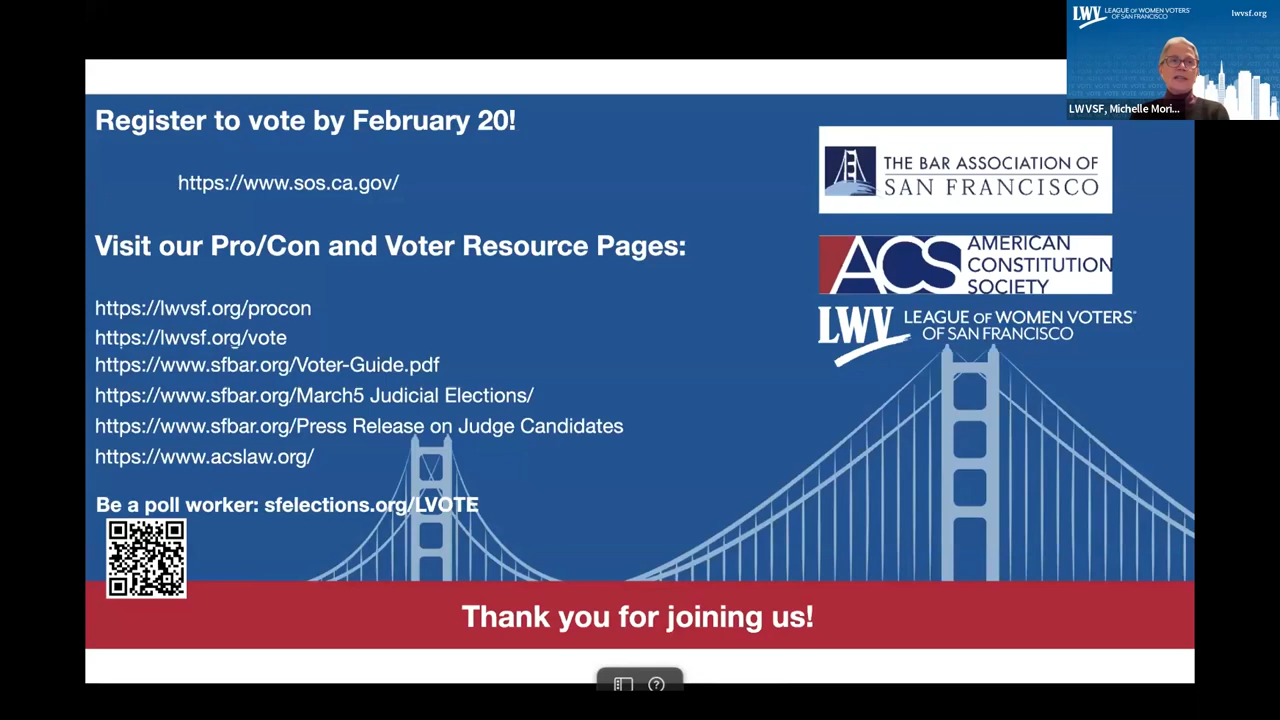 LWV LEAGUE OF WOMEN VOTERS®
OF SAN FRANCISCO
lwvsf.org
LWVSF, Michelle Mori...
Register to vote by February 20!
https://www.sos.ca.gov/
Visit our Pro/Con and Voter Resource Pages:
https://lwvsf.org/procon
https://lwvsf.org/vote
https://www.sfbar.org/Voter-Guide.pdf
https://www.sfbar.org/March5 Judicial Elections/
https://www.sfbar.org/Press Release on Judge Candidates
https://www.acslaw.org/
Be a poll worker: sfelections.org/LVOTE
THE BAR ASSOCIATION OF
SAN FRANCISCO
ACS AMERICAN
CONSTITUTION
SOCIETY
LWV LEAGUE OF WOMEN VOTERS®
OF SAN FRANCISCO
Thank you for joining us!